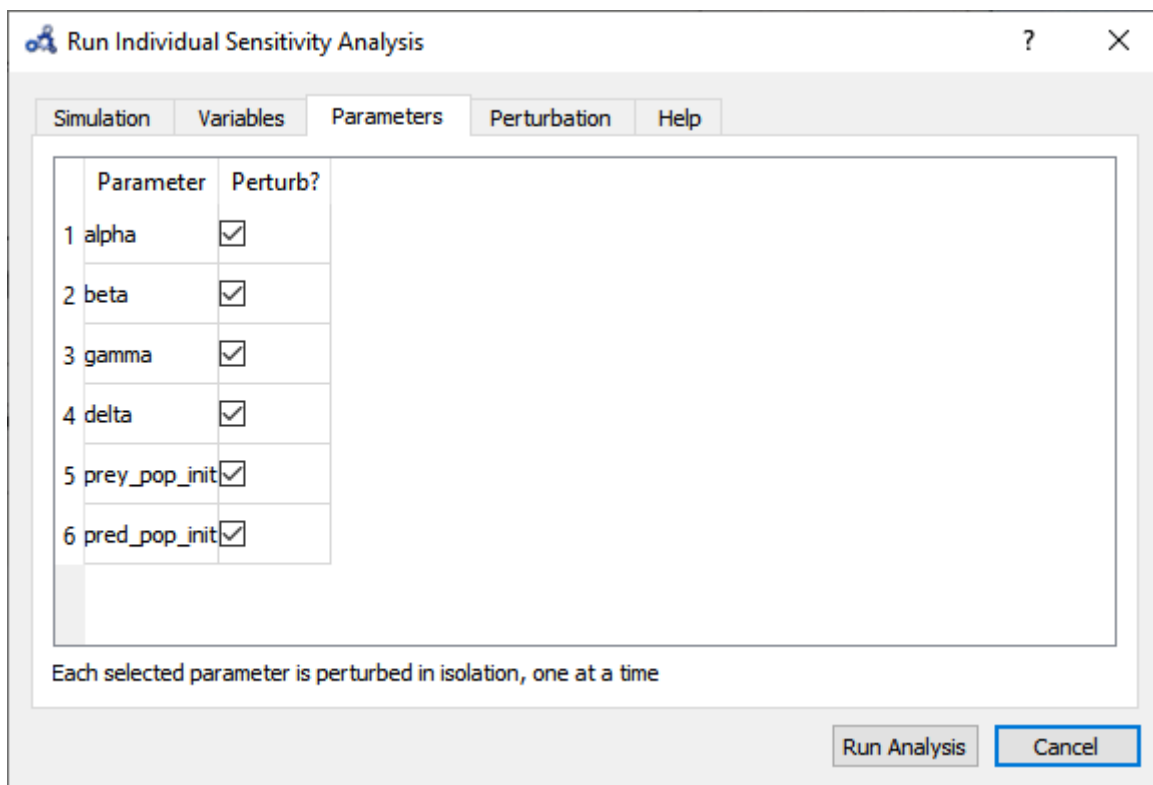 Run Individual Sensitivity Analysis ?
Simulation Variables Parameters Perturbation Help
Parameter Perturb?
1 alpha
2 beta
3 gamma
4 delta
5 prey_pop_init
6 pred_pop_init
Each selected parameter is perturbed in isolation, one at a time
Run Analysis Cancel